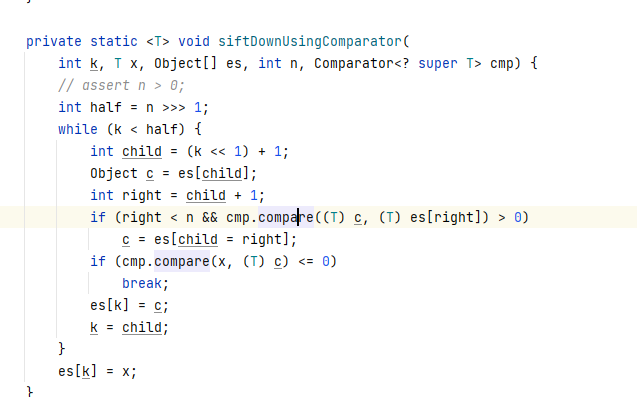 private static <T> void siftDownUsingComparator(
int k, T x, Object[] es, int n, Comparator<? super T> cmp) {
// assert n > 0;
int half = n >>> 1;
while (k < half) {
int child = (k << 1) + 1;
Object c = es[child];
int right = child + 1;
if (right < n && cmp.compare((T) c, (T) es[right]) > 0)
c = es[child = right];
if (cmp.compare(x, (T) c) <= 0)
break;
es[k] = c;
k = child;
}
es[k] = x;
}